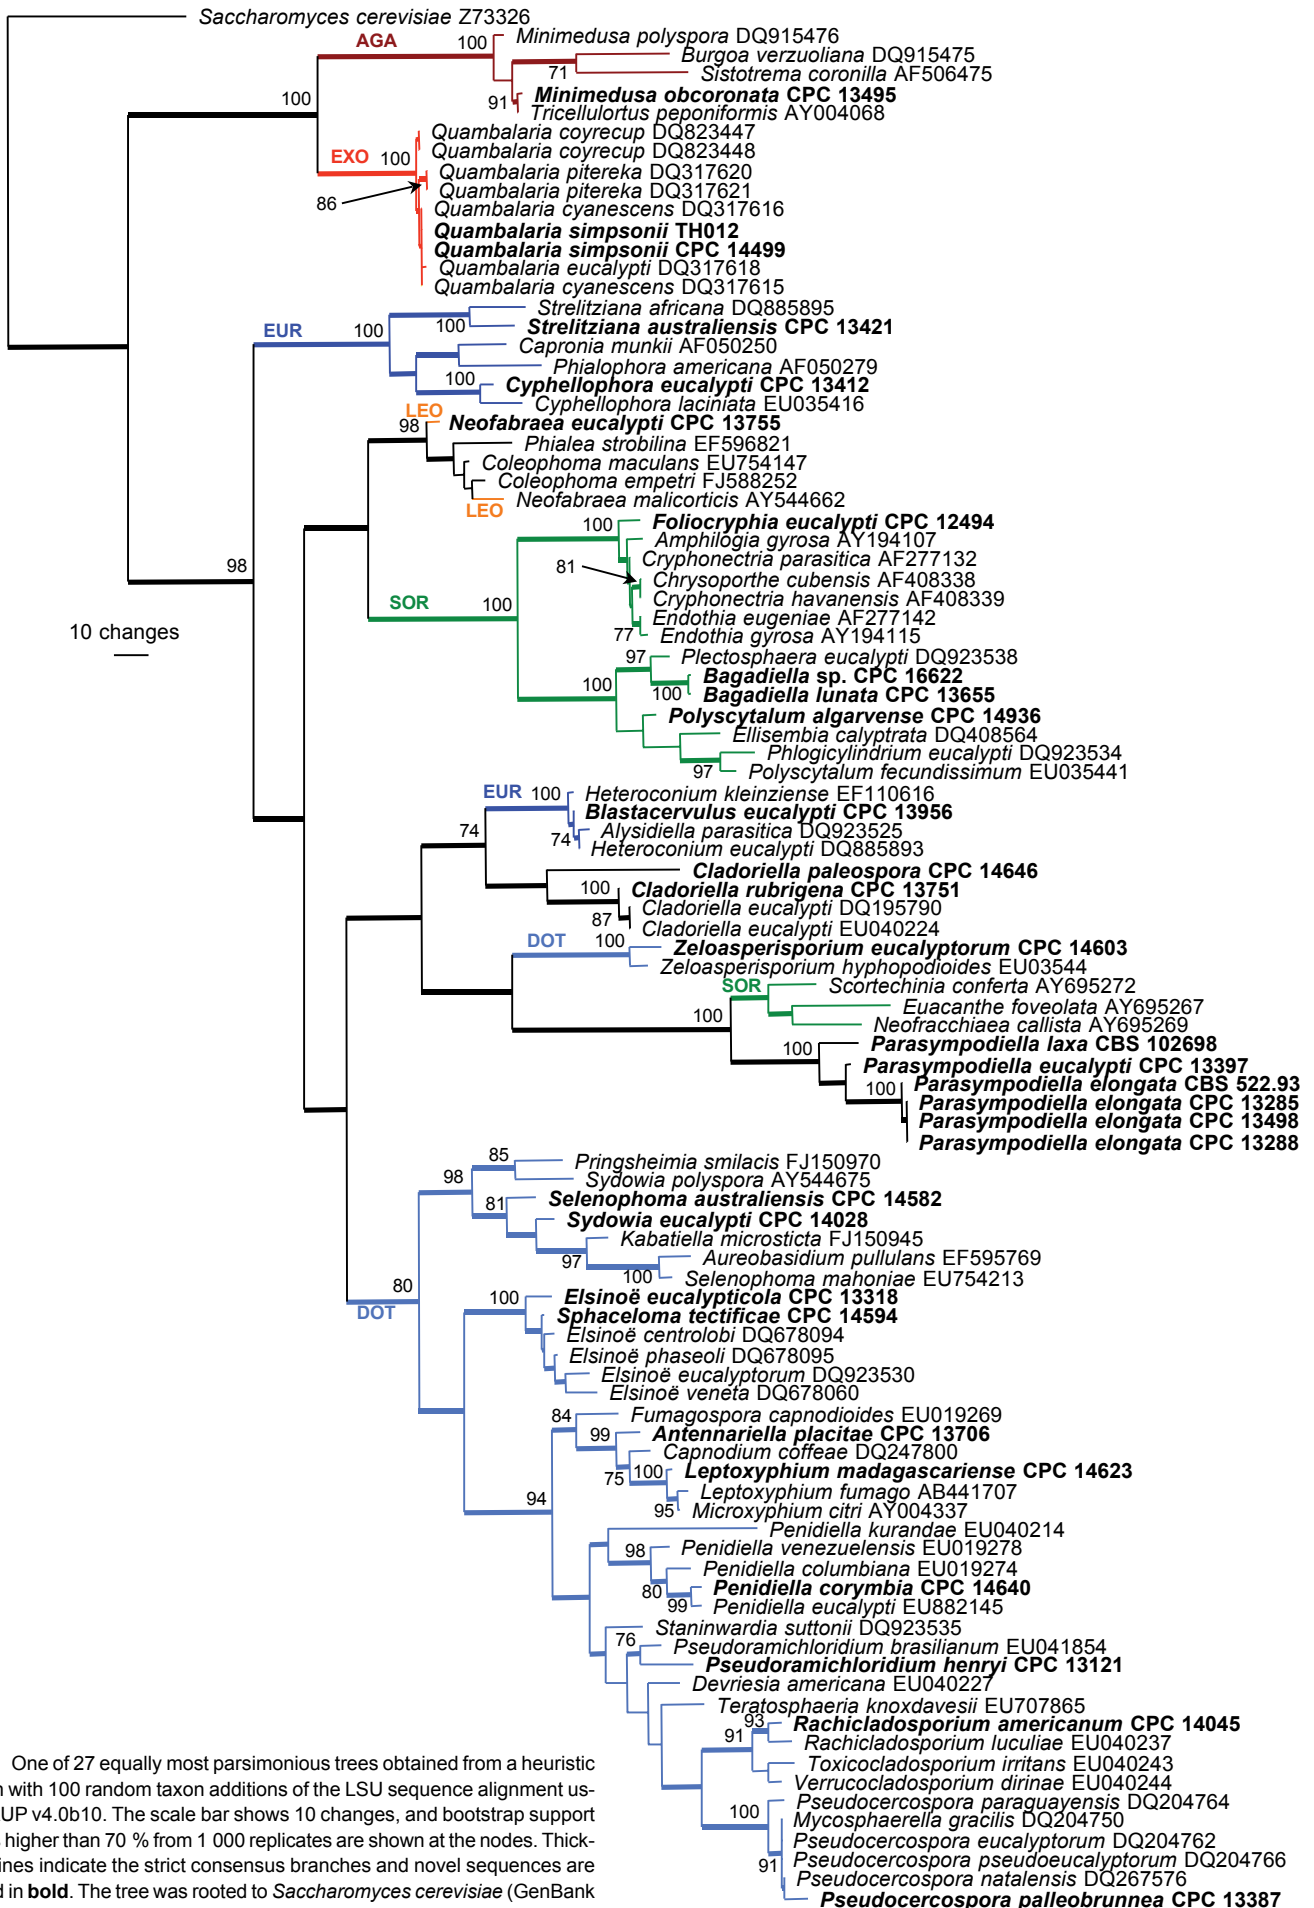 Saccharomyces cerevisiae Z73326
AGA
100
Minimedusa polyspora DQ915476
Burgoa verzuoliana DQ915475
71
Sistotrema coronilla AF506475
100
91
Minimedusa obcoronata CPC 13495
Tricellulortus peponiformis AY004068
Quambalaria coyrecup DQ823447
EXO
100
Quambalaria coyrecup DQ823448
Quambalaria pitereka DQ317620
Quambalaria pitereka DQ317621
86
Quambalaria cyanescens DQ317616
Quambalaria simpsonii TH012
Quambalaria simpsonii CPC 14499
Quambalaria eucalypti DQ317618
Quambalaria cyanescens DQ317615
Strelitziana africana DQ885895
EUR
100
100
Strelitziana australiensis CPC 13421
Capronia munkii AF050250
Phialophora americana AF050279
100
Cyphellophora eucalypti CPC 13412
Cyphellophora laciniata EU035416
LEO
98
Neofabraea eucalypti CPC 13755
Phialea strobilina EF596821
Coleophoma maculans EU754147
Coleophoma empetri FJ588252
Neofabraea malicorticis AY544662
LEO
100
Foliocryphia eucalypti CPC 12494
Amphilogia gyrosa AY194107
Cryphonectria parasitica AF277132
98
81
Chrysoporthe cubensis AF408338
Cryphonectria havanensis AF408339
SOR
100
Endothia eugeniae AF277142
10 changes
77
Endothia gyrosa AY194115
97
Plectosphaera eucalypti DQ923538
Bagadiella sp. CPC 16622
100
100
Bagadiella lunata CPC 13655
Polyscytalum algarvense CPC 14936
Ellisembia calyptrata DQ408564
Phlogicylindrium eucalypti DQ923534
97
Polyscytalum fecundissimum EU035441
EUR
100
Heteroconium kleinziense EF110616
Blastacervulus eucalypti CPC 13956
74
74
Alysidiella parasitica DQ923525
Heteroconium eucalypti DQ885893
Cladoriella paleospora CPC 14646
100
Cladoriella rubrigena CPC 13751
Cladoriella eucalypti DQ195790
87
Cladoriella eucalypti EU040224
DOT
100
Zeloasperisporium eucalyptorum CPC 14603
Zeloasperisporium hyphopodioides EU03544
SOR
Scortechinia conferta AY695272
Euacanthe foveolata AY695267
100
Neofracchiaea callista AY695269
100
Parasympodiella laxa CBS 102698
Parasympodiella eucalypti CPC 13397
100
Parasympodiella elongata CBS 522.93
Parasympodiella elongata CPC 13285
Parasympodiella elongata CPC 13498
Parasympodiella elongata CPC 13288
85
Pringsheimia smilacis FJ150970
98
Sydowia polyspora AY544675
81
Selenophoma australiensis CPC 14582
Sydowia eucalypti CPC 14028
Kabatiella microsticta FJ150945
97
Aureobasidium pullulans EF595769
100
Selenophoma mahoniae EU754213
80
DOT
100
Elsinoë eucalypticola CPC 13318
Sphaceloma tectificae CPC 14594
Elsinoë centrolobi DQ678094
Elsinoë phaseoli DQ678095
Elsinoë eucalyptorum DQ923530
Elsinoë veneta DQ678060
84
Fumagospora capnodioides EU019269
99
Antennariella placitae CPC 13706
Capnodium coffeae DQ247800
75
100
Leptoxyphium madagascariense CPC 14623
94
Leptoxyphium fumago AB441707
95
Microxyphium citri AY004337
Penidiella kurandae EU040214
98
Penidiella venezuelensis EU019278
Penidiella columbiana EU019274
80
Penidiella corymbia CPC 14640
99
Penidiella eucalypti EU882145
Staninwardia suttonii DQ923535
76
Pseudoramichloridium brasilianum EU041854
Pseudoramichloridium henryi CPC 13121
Devriesia americana EU040227
Teratosphaeria knoxdavesii EU707865
93
Rachicladosporium americanum CPC 14045
91
Rachicladosporium luculiae EU040237
Toxicocladosporium irritans EU040243
Verrucocladosporium dirinae EU040244
100
Pseudocercospora paraguayensis DQ204764
Mycosphaerella gracilis DQ204750
Pseudocercospora eucalyptorum DQ204762
91
Pseudocercospora pseudoeucalyptorum DQ204766
Pseudocercospora natalensis DQ267576
Pseudocercospora palleobrunnea CPC 13387
One of 27 equally most parsimonious trees obtained from a heuristic
with 100 random taxon additions of the LSU sequence alignment us-
UP v4.0b10. The scale bar shows 10 changes, and bootstrap support
higher than 70 % from 1 000 replicates are shown at the nodes. Thick-
ines indicate the strict consensus branches and novel sequences are
in bold. The tree was rooted to Saccharomyces cerevisiae (GenBank